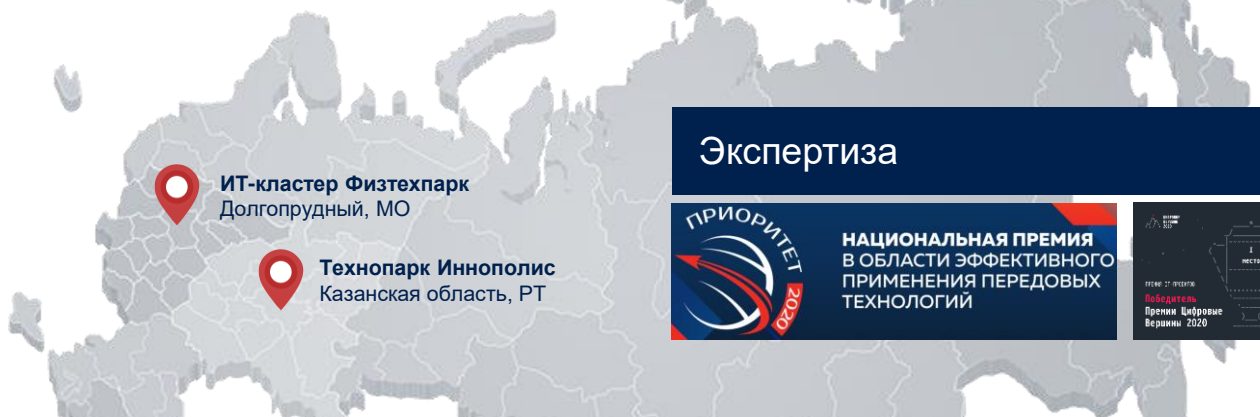 ИТ-кластер Физтехпарк
Долгопрудный, МО
Технопарк Иннополис
Казанская область, РТ
Экспертиза
ПРИОРИТЕТ 2020
НАЦИОНАЛЬНАЯ ПРЕМИЯ
В ОБЛАСТИ ЭФФЕКТИВНОГО
ПРИМЕНЕНИЯ ПЕРЕДОВЫХ
ТЕХНОЛОГИЙ
I
МЕСТО
Победитель
Премии Цифровые
Вершины 2020